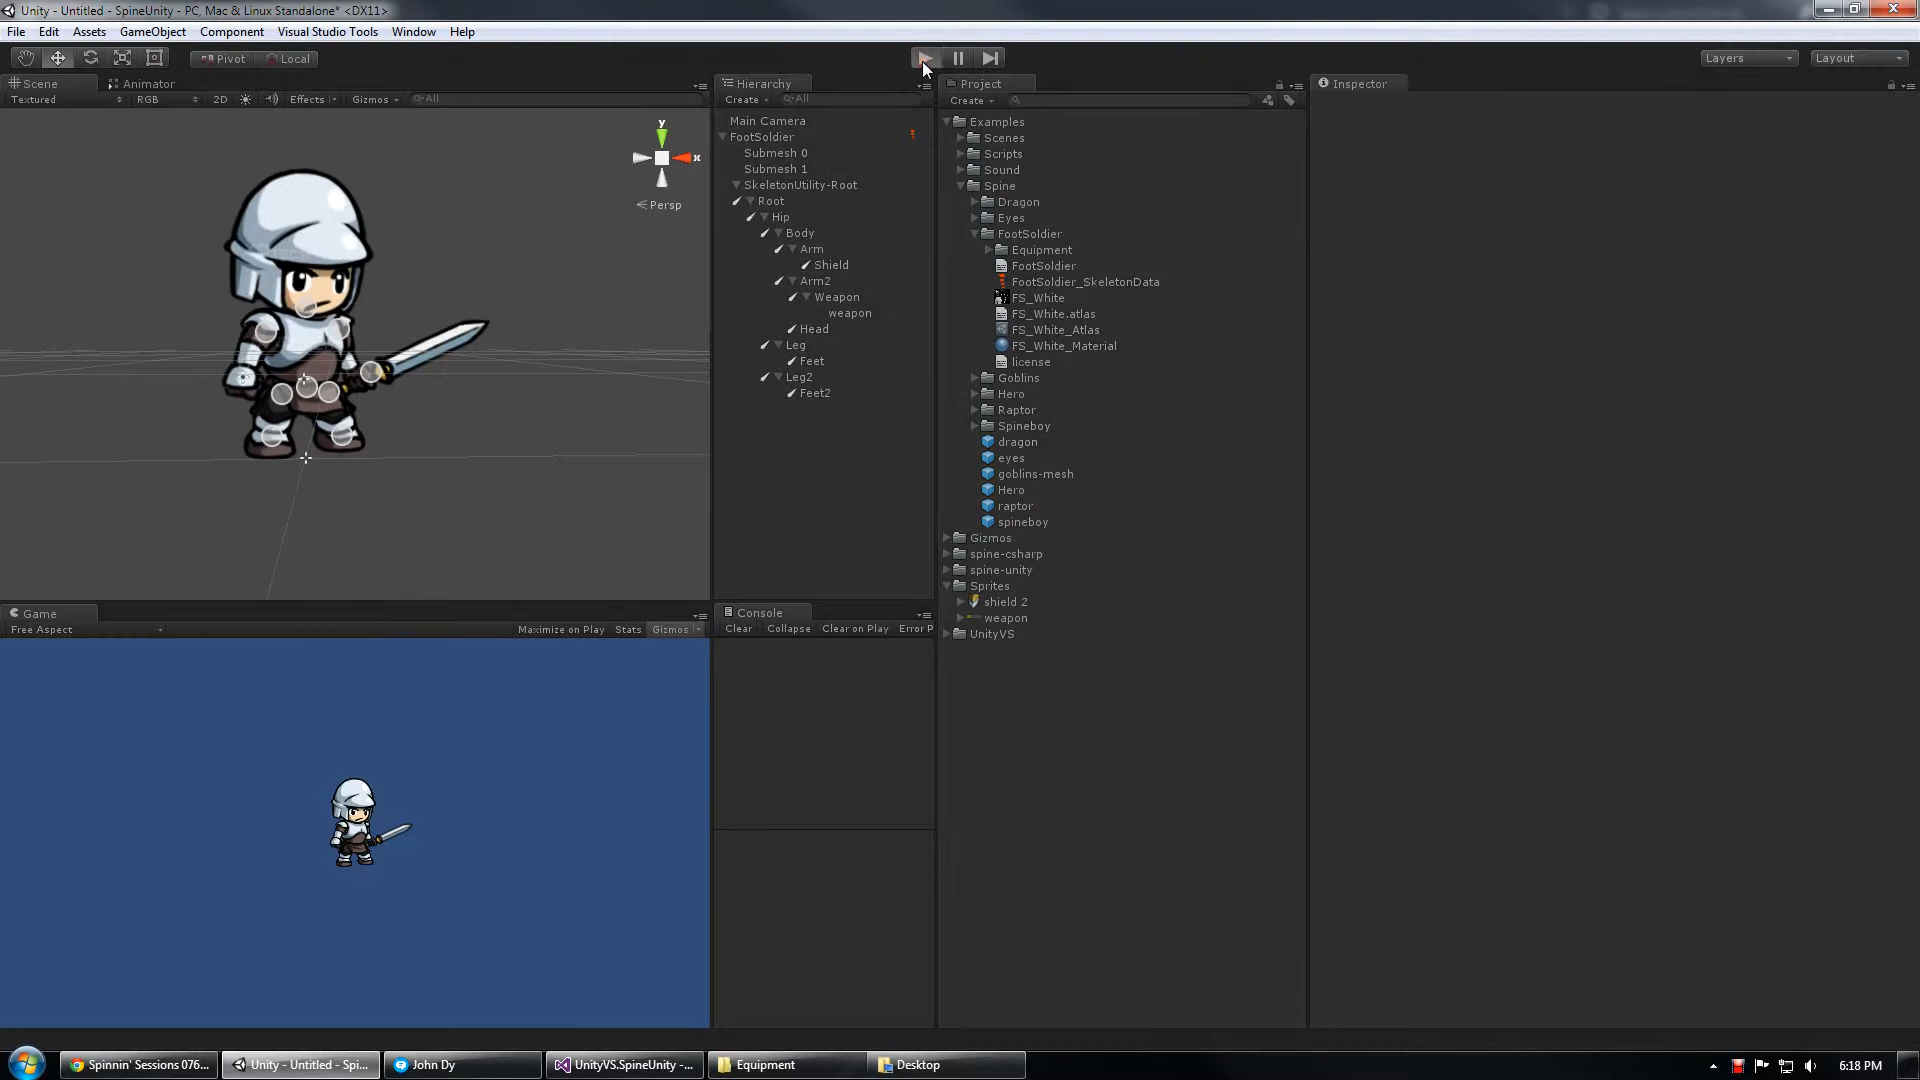 Unity - Untitled - SpineUnity - PC, Mac & Linux Standalone* <DX11>
File Edit Assets GameObject Component Visual Studio Tools Window Help
Pivot Local Layers Layout
Scene Animator
Textured RGB 2D Effects Gizmos All
y
x
Persp
Hierarchy
Create All
Main Camera
FootSoldier
Submesh 0
Submesh 1
SkeletonUtility-Root
Root
Hip
Body
Arm
Shield
Arm2
Weapon
weapon
Head
Leg
Feet
Leg2
Feet2
Project
Create
Examples
Scenes
Scripts
Sound
Spine
Dragon
Eyes
FootSoldier
Equipment
FootSoldier
FootSoldier_SkeletonData
FS_White
FS_White.atlas
FS_White_Atlas
FS_White_Material
license
Goblins
Hero
Raptor
Spineboy
dragon
eyes
goblins-mesh
Hero
raptor
spineboy
Gizmos
spine-csharp
spine-unity
Sprites
shield 2
weapon
UnityVS
Inspector
Game
Free Aspect Maximize on Play Stats Gizmos
Console
Clear Collapse Clear on Play Error P
Spinnin' Sessions 076... Unity - Untitled - Spi... John Dy UnityVS.SpineUnity -... Equipment Desktop 6:18 PM